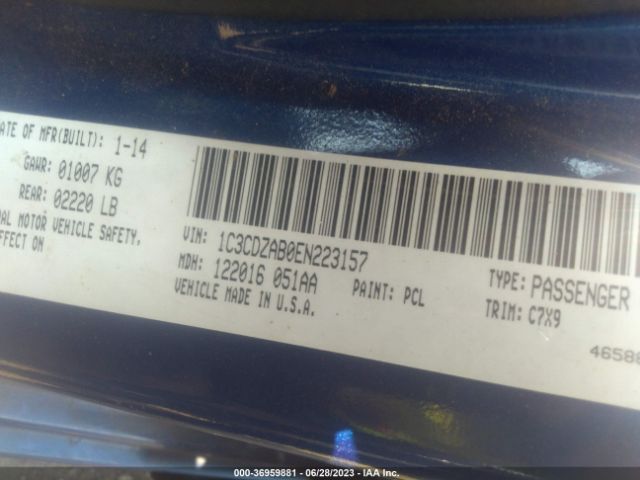 ATE OF MFR(BUILT): 1-14
GAWR: 01007 KG
REAR: 02220 LB
AL MOTOR VEHICLE SAFETY,
EFFECT ON
VIN: 1C3CDZAB0EN223157
MDH: 122016 051AA
PAINT: PCL
VEHICLE MADE IN U.S.A.
TYPE: PASSENGER
TRIM: C7X9
4658
000-36959881 - 06/28/2023 - IAA Inc.